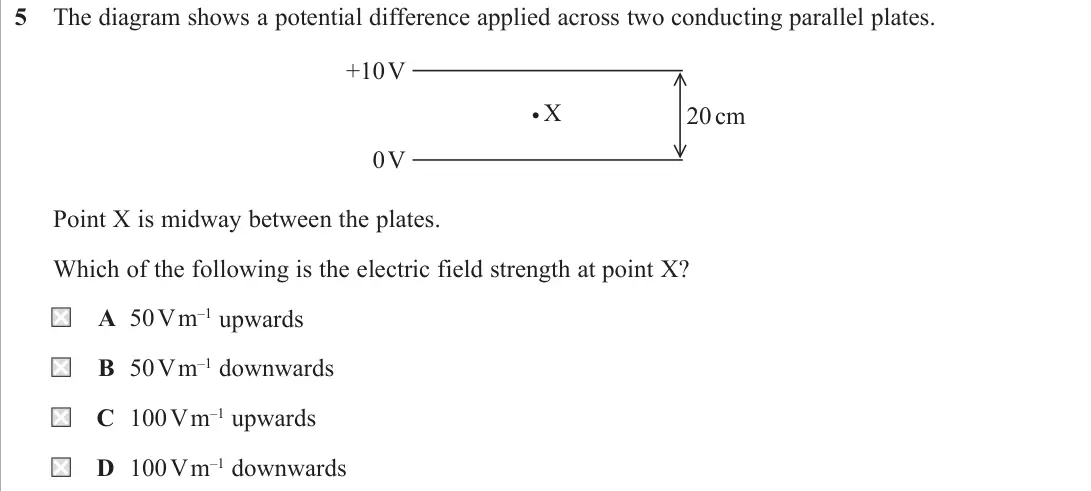 5 The diagram shows a potential difference applied across two conducting parallel plates.
+10 V
• X
20 cm
0 V
Point X is midway between the plates.
Which of the following is the electric field strength at point X?
A 50 V m⁻¹ upwards
B 50 V m⁻¹ downwards
C 100 V m⁻¹ upwards
D 100 V m⁻¹ downwards